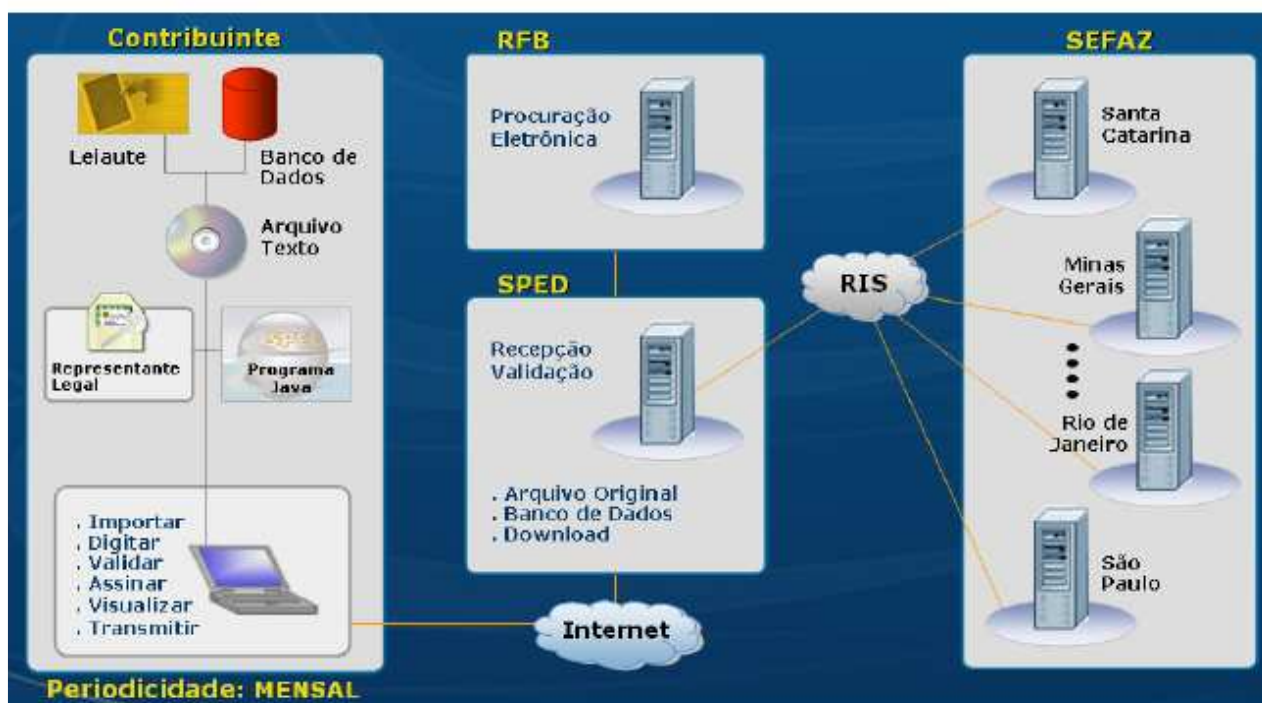 Contribuinte
Leiaute
Banco de
Dados
Arquivo
Texto
Representante
Legal
Programa
Java
. Importar
. Digitar
. Validar
. Assinar
. Visualizar
. Transmitir
Periodicidade: MENSAL
RFB
Procuração
Eletrônica
SPED
Recepção
Validação
. Arquivo Original
. Banco de Dados
. Download
Internet
RIS
SEFAZ
Santa
Catarina
Minas
Gerais
Rio de
Janeiro
São
Paulo